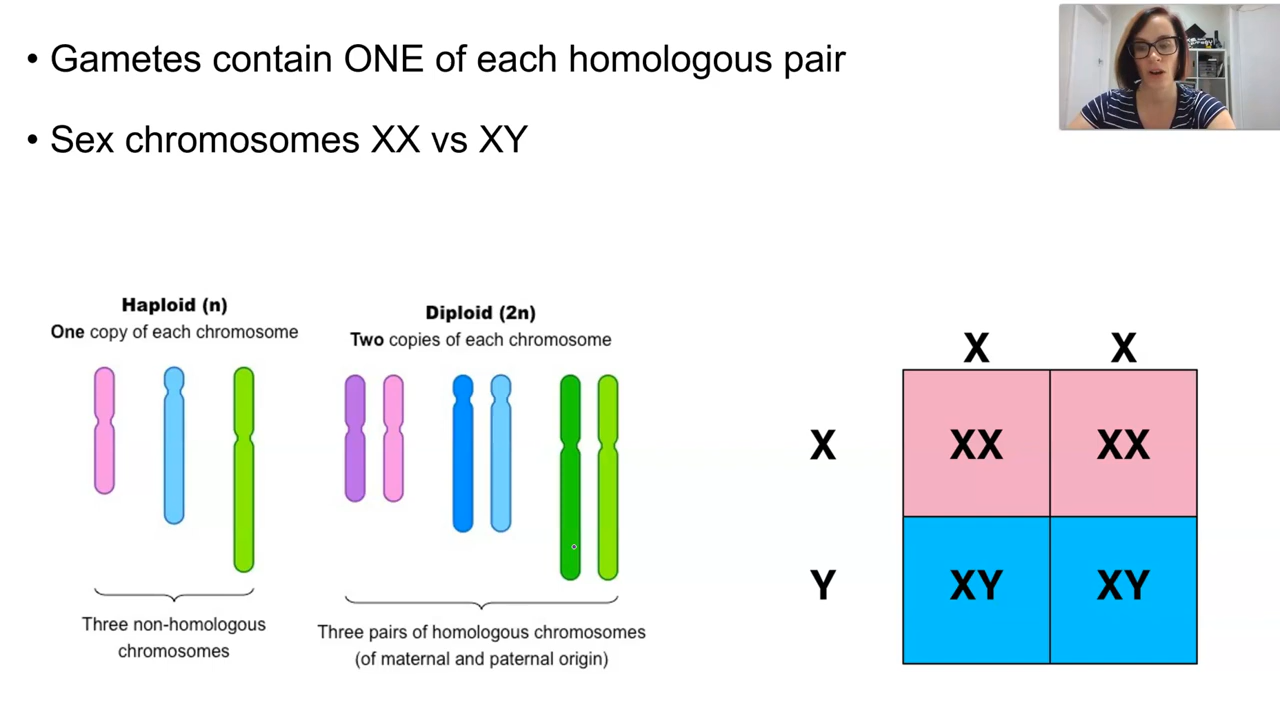 • Gametes contain ONE of each homologous pair
• Sex chromosomes XX vs XY
Haploid (n)
One copy of each chromosome
Three non-homologous
chromosomes
Diploid (2n)
Two copies of each chromosome
Three pairs of homologous chromosomes
(of maternal and paternal origin)
X X
X XX XX
Y XY XY